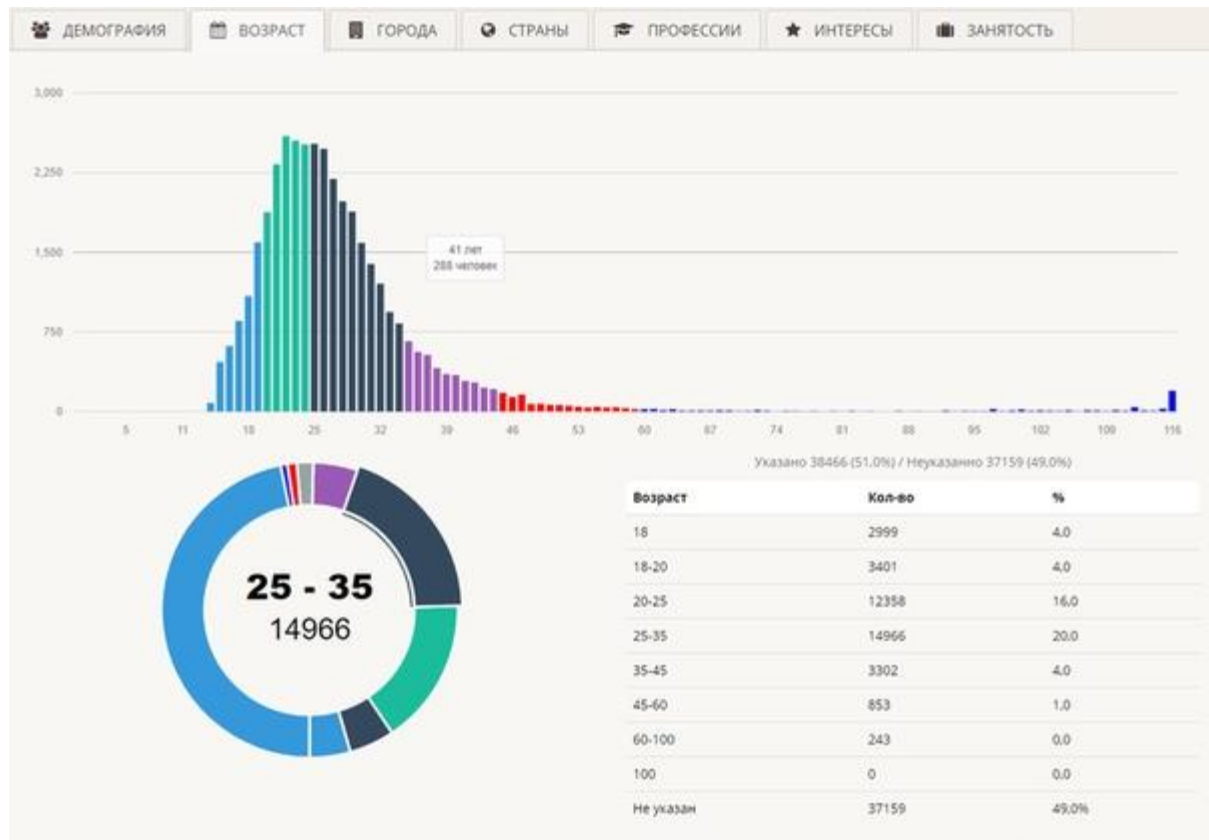 ДЕМОГРАФИЯ ВОЗРАСТ ГОРОДА СТРАНЫ ПРОФЕССИИ ИНТЕРЕСЫ ЗАНЯТОСТЬ
3,000
2,250
1,500
750
0
41 лет
288 человек
5 11 18 25 32 39 46 53 60 67 74 81 88 95 102 109 116
Указано 38466 (51,0%) / Неуказанно 37159 (49,0%)
25 - 35
14966
Возраст Кол-во %
18 2999 4,0
18-20 3401 4,0
20-25 12358 16,0
25-35 14966 20,0
35-45 3302 4,0
45-60 853 1,0
60-100 243 0,0
100 0 0,0
Не указан 37159 49,0%